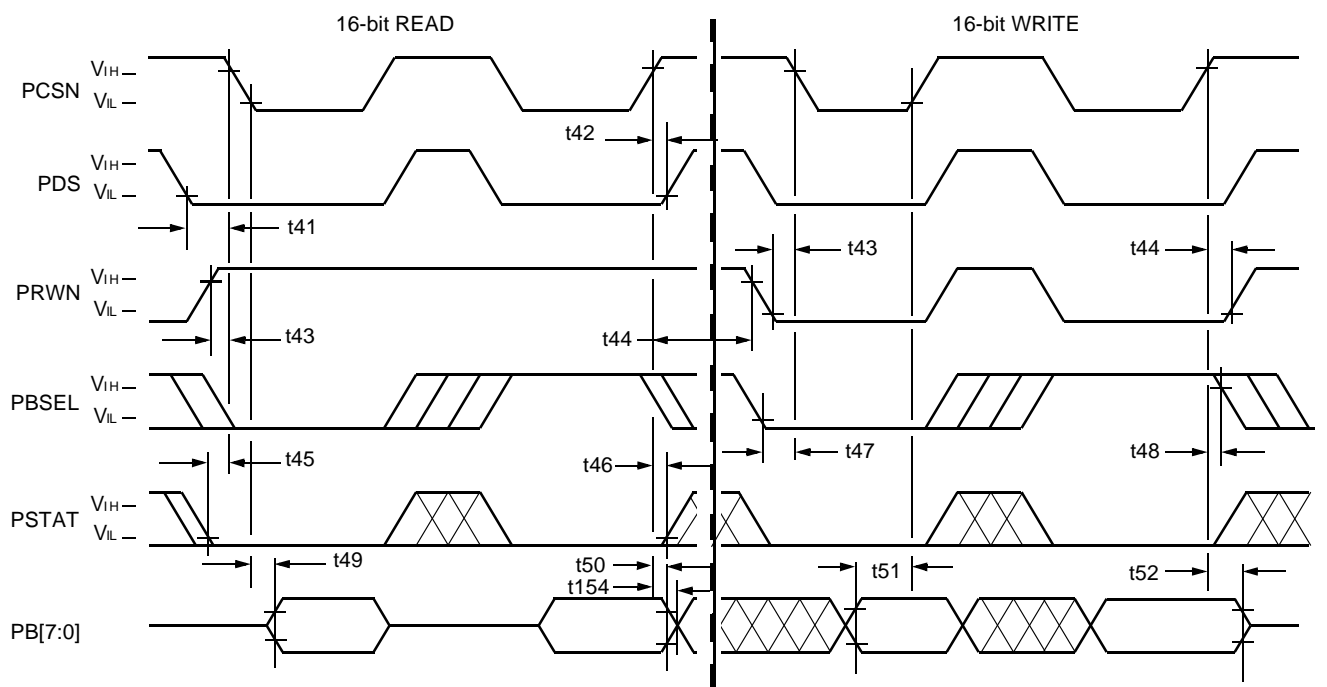 16-bit READ
16-bit WRITE
PCSN
VIH
VIL
t42
PDS
VIH
VIL
t41
t43
t44
PRWN
VIH
VIL
t43
t44
PBSEL
VIH
VIL
t45
t46
t47
t48
PSTAT
VIH
VIL
t49
t50
t154
t51
t52
PB[7:0]